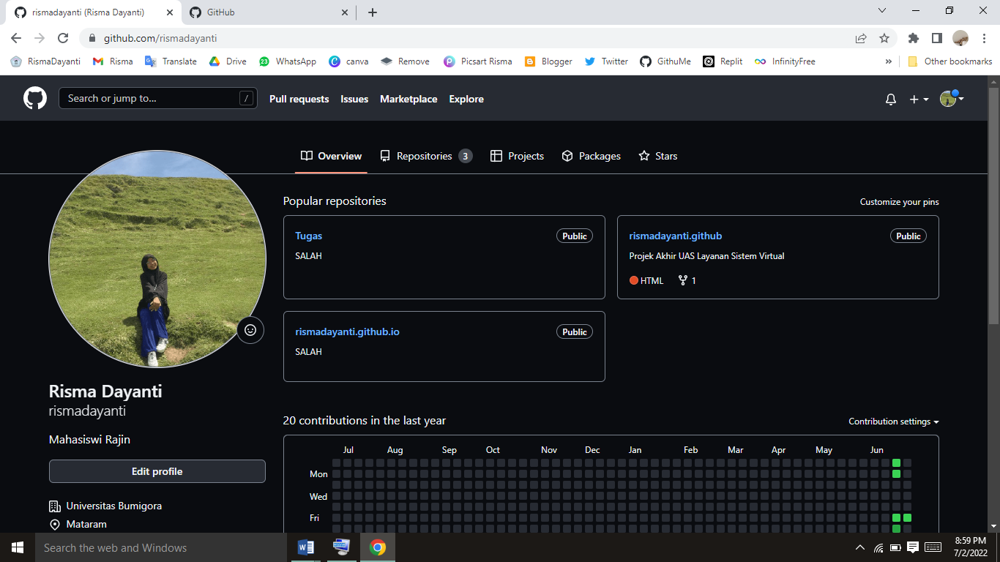 rismadayanti (Risma Dayanti)
GitHub
github.com/rismadayanti
RismaDayanti
Risma
Translate
Drive
23
WhatsApp
canva
Remove
Picsart Risma
Blogger
Twitter
GithuMe
Replit
InfinityFree
»
Other bookmarks
Search or jump to...
/
Pull requests
Issues
Marketplace
Explore
Overview
Repositories 3
Projects
Packages
Stars
Popular repositories
Customize your pins
Tugas
Public
SALAH
rismadayanti.github
Public
Projek Akhir UAS Layanan Sistem Virtual
HTML
1
rismadayanti.github.io
Public
SALAH
Risma Dayanti
rismadayanti
Mahasiswi Rajin
Edit profile
Universitas Bumigora
Mataram
20 contributions in the last year
Contribution settings
Jul Aug Sep Oct Nov Dec Jan Feb Mar Apr May Jun
Mon
Wed
Fri
Search the web and Windows
8:59 PM
7/2/2022